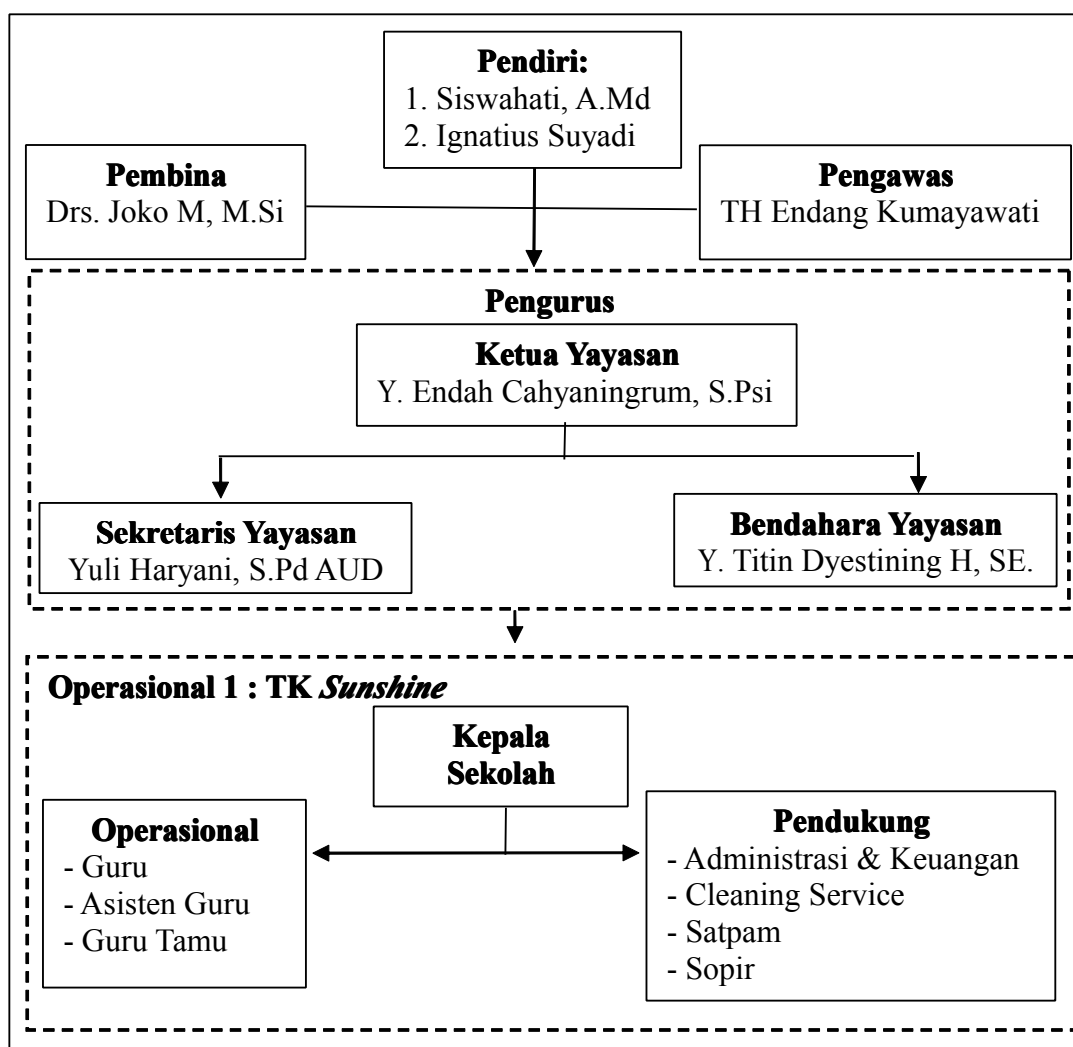 Pendiri:
1. Siswahati, A.Md
2. Ignatius Suyadi
Pembina
Drs. Joko M, M.Si
Pengawas
TH Endang Kumayawati
Pengurus
Ketua Yayasan
Y. Endah Cahyaningrum, S.Psi
Sekretaris Yayasan
Yuli Haryani, S.Pd AUD
Bendahara Yayasan
Y. Titin Dyestining H, SE.
Operasional 1 : TK Sunshine
Kepala
Sekolah
Operasional
- Guru
- Asisten Guru
- Guru Tamu
Pendukung
- Administrasi & Keuangan
- Cleaning Service
- Satpam
- Sopir